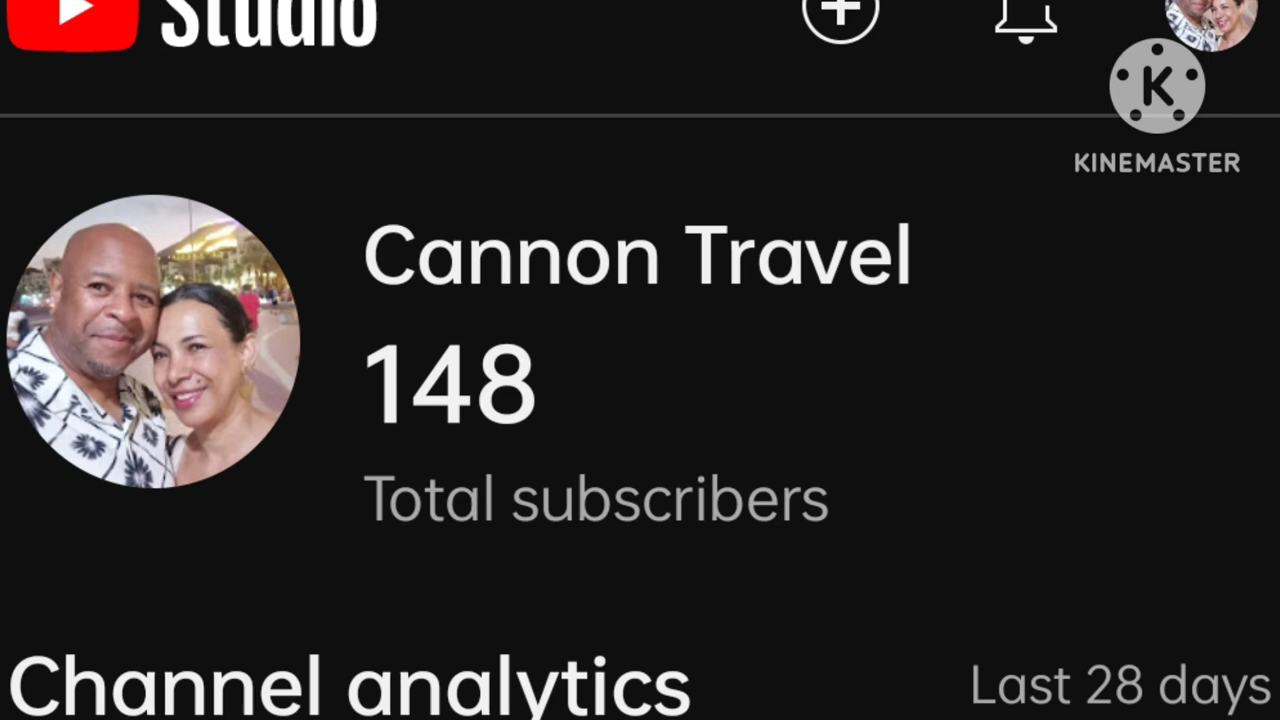 Studio
K
KINEMASTER
Cannon Travel
148
Total subscribers
Channel analytics
Last 28 days